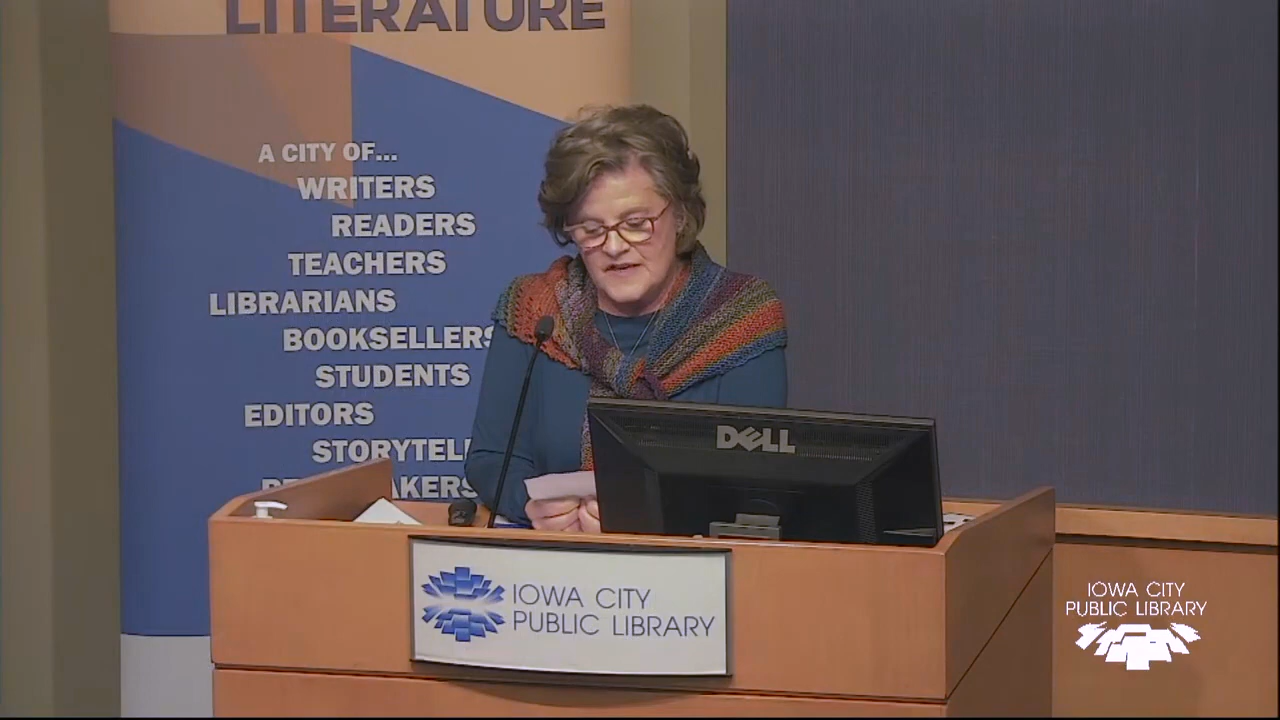 LITERATURE
A CITY OF...
WRITERS
READERS
TEACHERS
LIBRARIANS
BOOKSELLERS
STUDENTS
EDITORS
STORYTELL
DELL
IOWA CITY
PUBLIC LIBRARY
IOWA CITY
PUBLIC LIBRARY